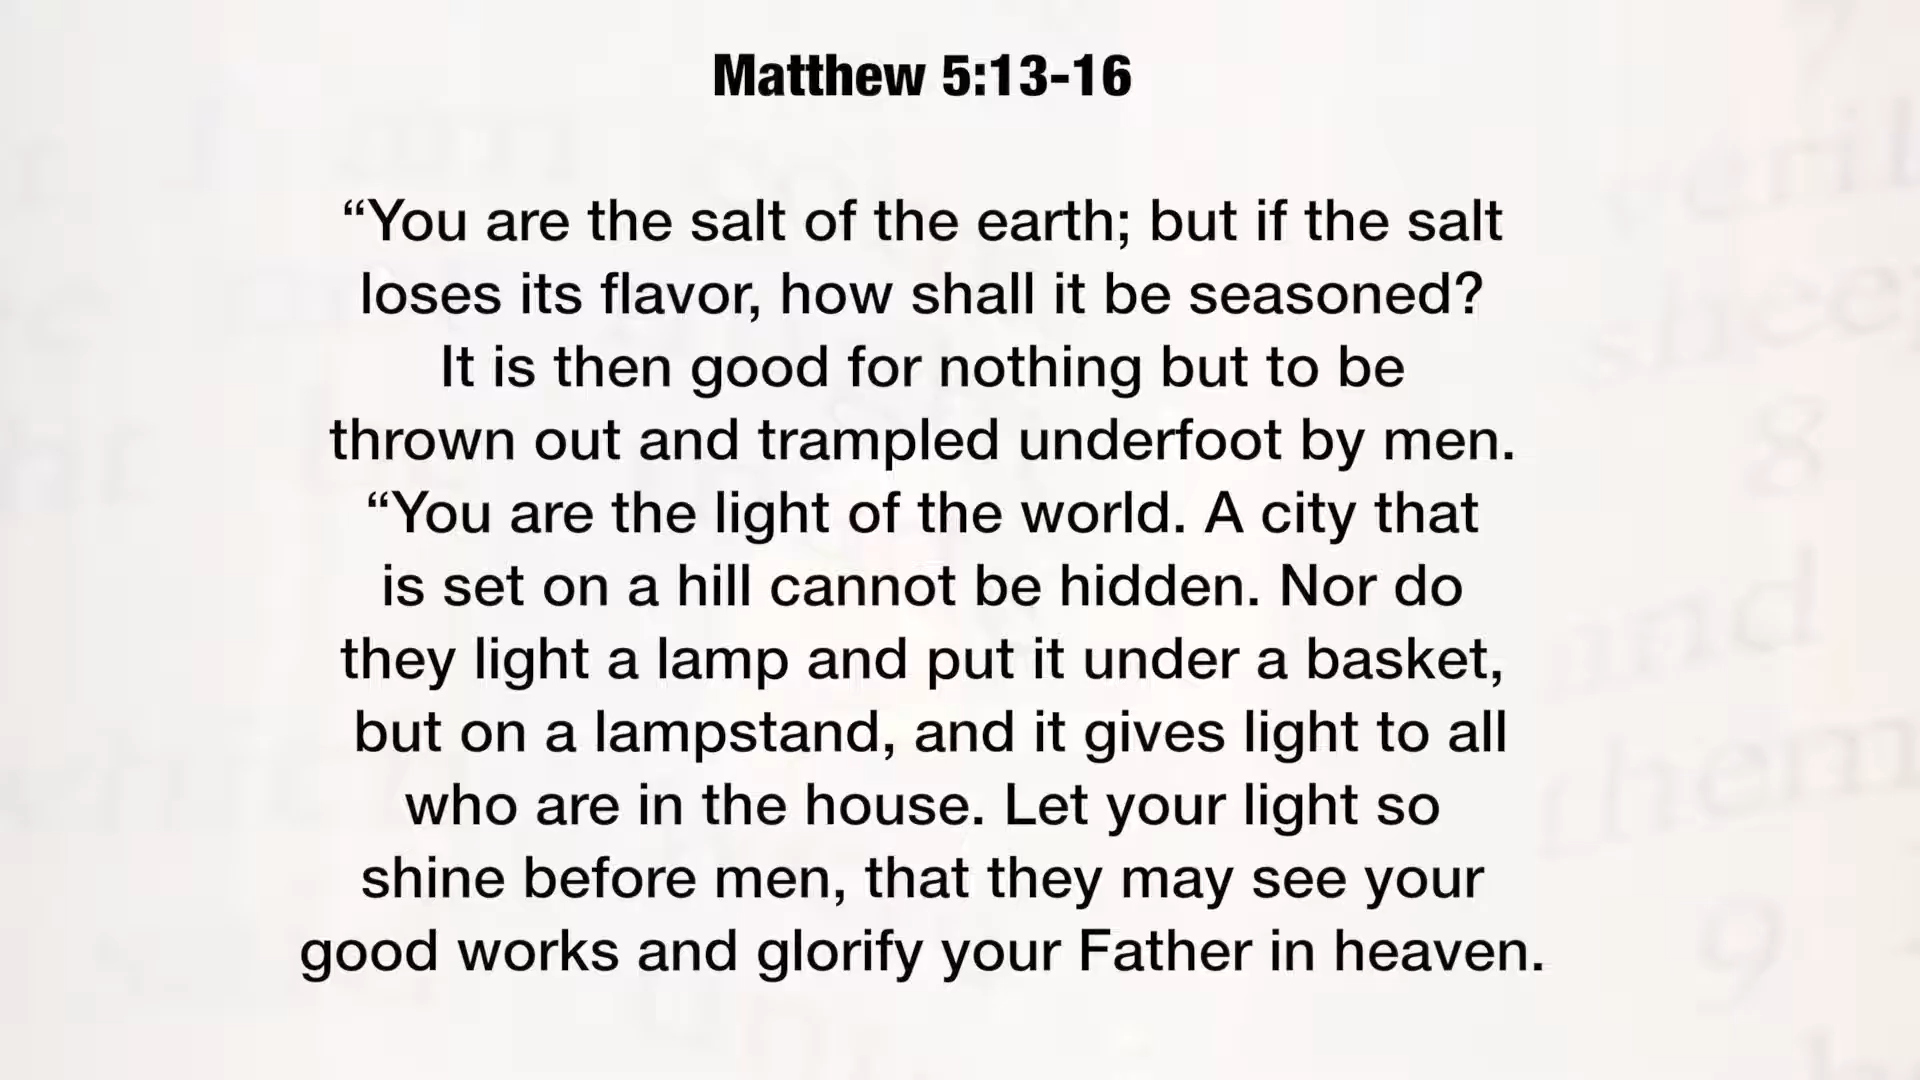 Matthew 5:13-16
“You are the salt of the earth; but if the salt
loses its flavor, how shall it be seasoned?
It is then good for nothing but to be
thrown out and trampled underfoot by men.
“You are the light of the world. A city that
is set on a hill cannot be hidden. Nor do
they light a lamp and put it under a basket,
but on a lampstand, and it gives light to all
who are in the house. Let your light so
shine before men, that they may see your
good works and glorify your Father in heaven.
8
and
them
9